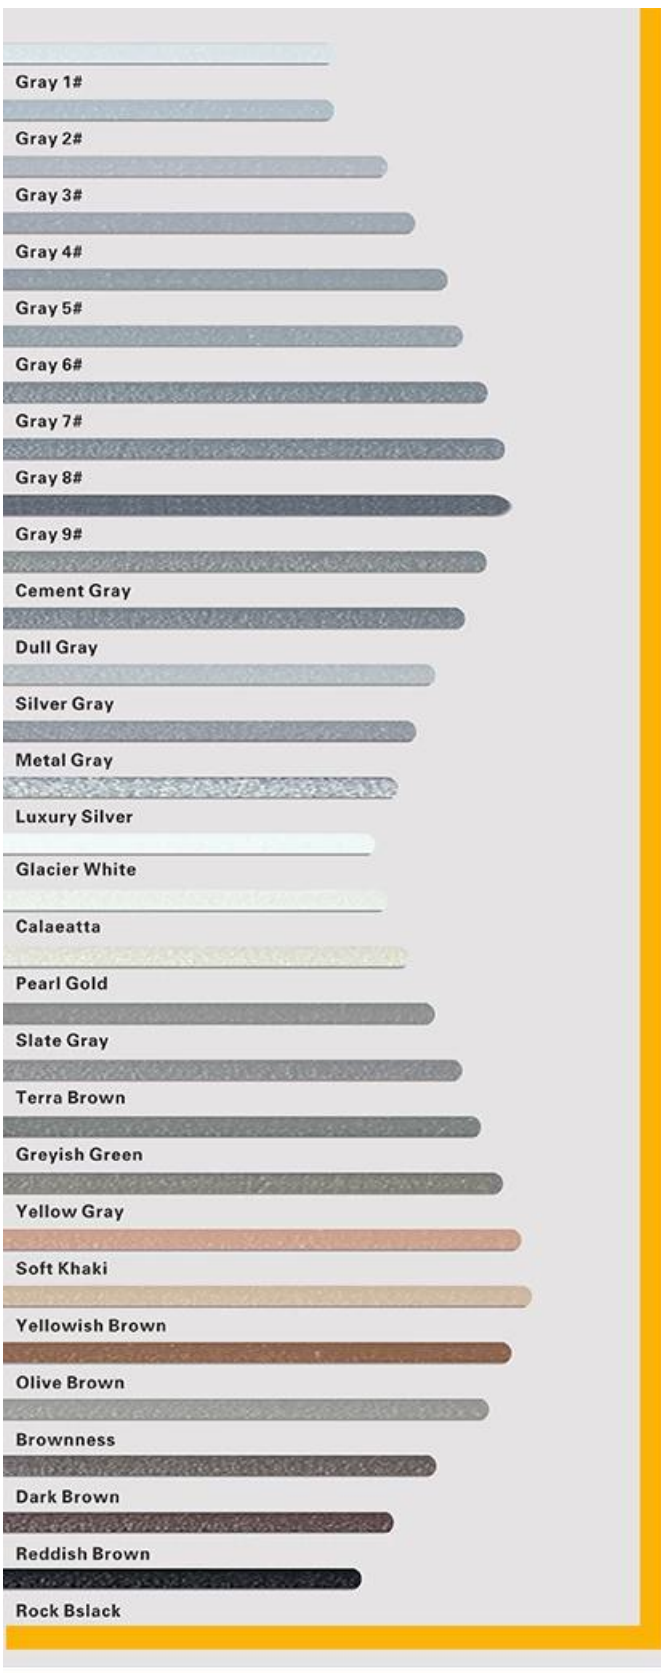 Gray 1#
Gray 2#
Gray 3#
Gray 4#
Gray 5#
Gray 6#
Gray 7#
Gray 8#
Gray 9#
Cement Gray
Dull Gray
Silver Gray
Metal Gray
Luxury Silver
Glacier White
Calaeatta
Pearl Gold
Slate Gray
Terra Brown
Greyish Green
Yellow Gray
Soft Khaki
Yellowish Brown
Olive Brown
Brownness
Dark Brown
Reddish Brown
Rock Bslack